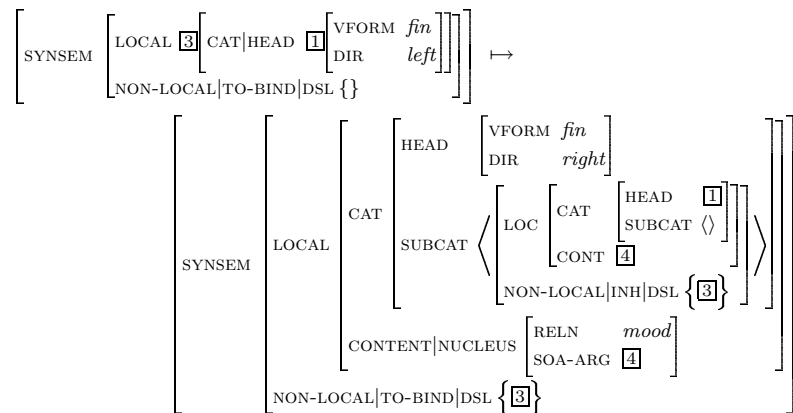 VFORM fin
SYNSEM LOCAL 3 CAT|HEAD 1 DIR left ↦
NON-LOCAL|TO-BIND|DSL {}
HEAD VFORM fin
DIR right
CAT LOC CAT HEAD 1
SUBCAT ⟨⟩
SUBCAT ⟨ CONT 4 ⟩
SYNSEM LOCAL NON-LOCAL|INH|DSL {3}
CONTENT|NUCLEUS RELN mood
SOA-ARG 4
NON-LOCAL|TO-BIND|DSL {3}